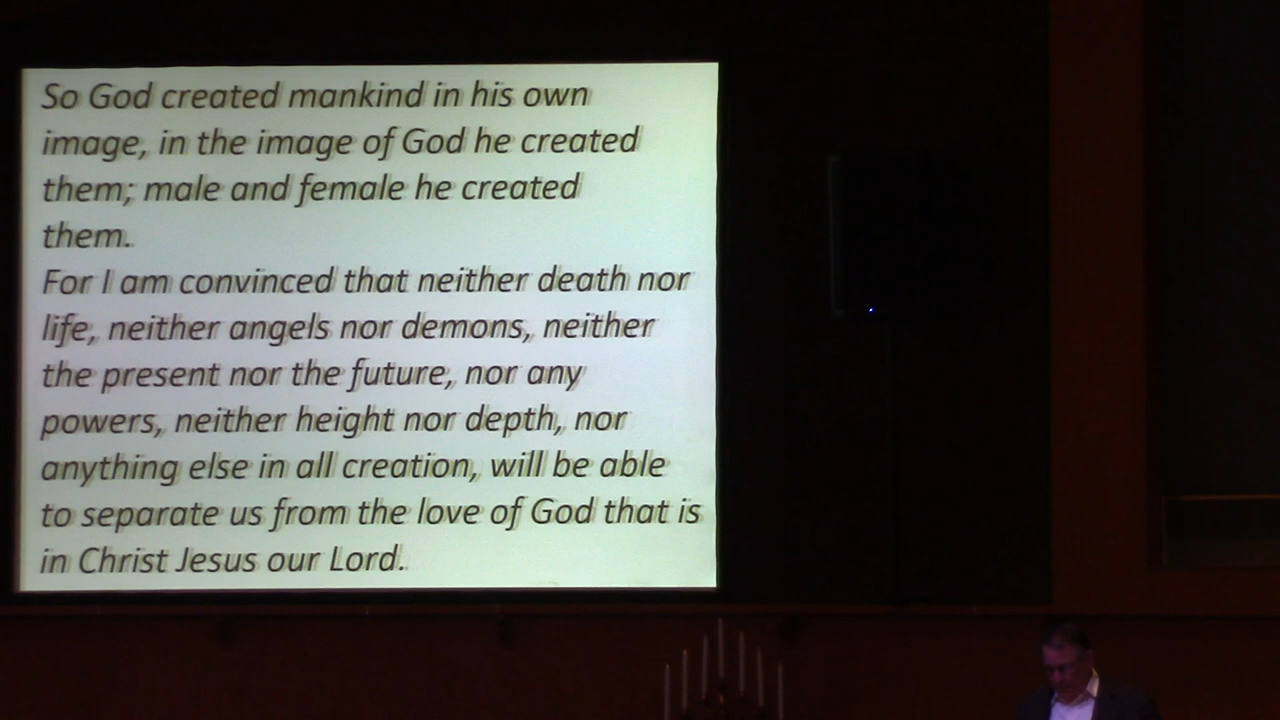 So God created mankind in his own
image, in the image of God he created
them; male and female he created
them.
For I am convinced that neither death nor
life, neither angels nor demons, neither
the present nor the future, nor any
powers, neither height nor depth, nor
anything else in all creation, will be able
to separate us from the love of God that is
in Christ Jesus our Lord.